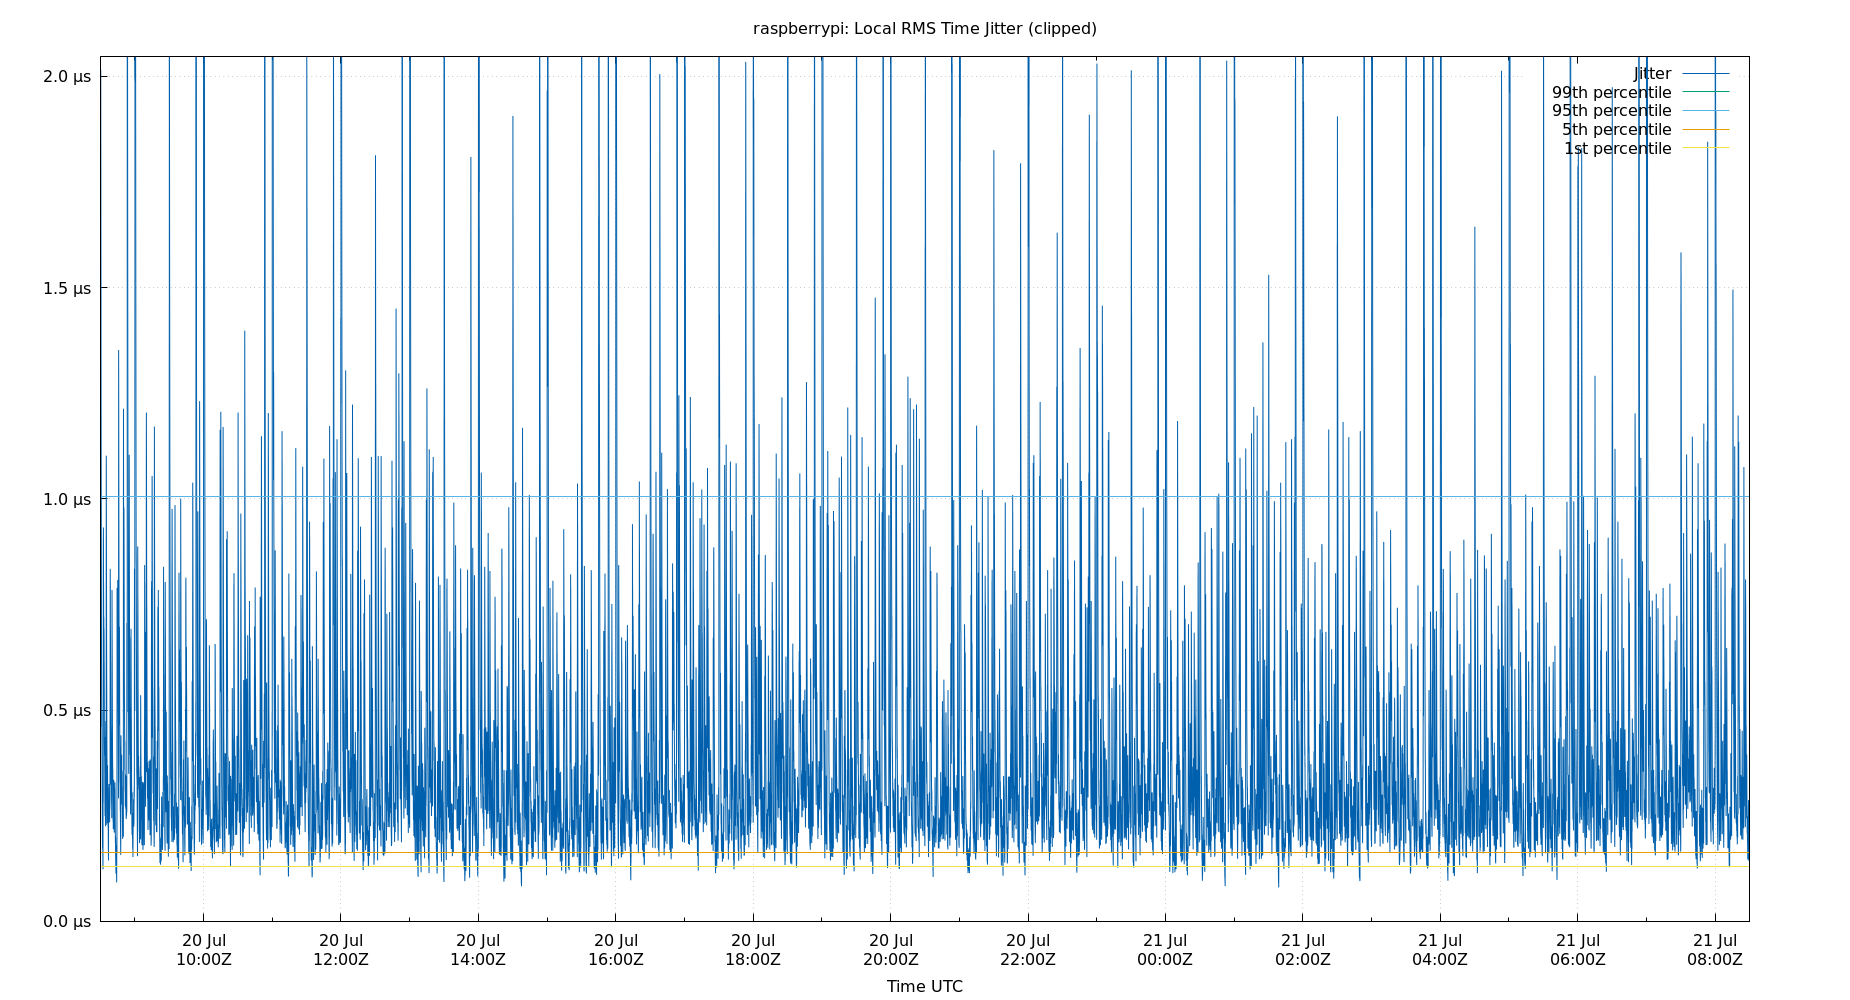 raspberrypi: Local RMS Time Jitter (clipped)
2.0 µs
1.5 µs
1.0 µs
0.5 µs
0.0 µs
Jitter
99th percentile
95th percentile
5th percentile
1st percentile
20 Jul 20 Jul 20 Jul 20 Jul 20 Jul 20 Jul 20 Jul 21 Jul 21 Jul 21 Jul 21 Jul 21 Jul
10:00Z 12:00Z 14:00Z 16:00Z 18:00Z 20:00Z 22:00Z 00:00Z 02:00Z 04:00Z 06:00Z 08:00Z
Time UTC